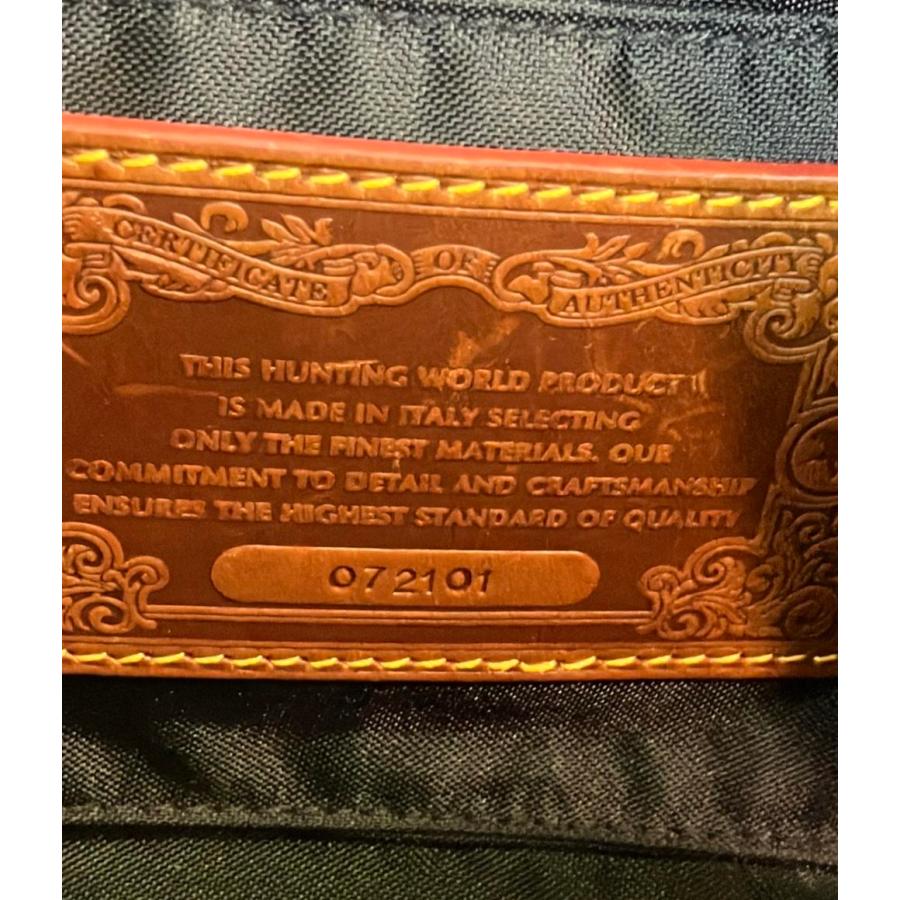 CERTIFICATE OF AUTHENTICITY
THIS HUNTING WORLD PRODUCT
IS MADE IN ITALY SELECTING
ONLY THE FINEST MATERIALS. OUR
COMMITMENT TO DETAIL AND CRAFTSMANSHIP
ENSURES THE HIGHEST STANDARD OF QUALITY
072101